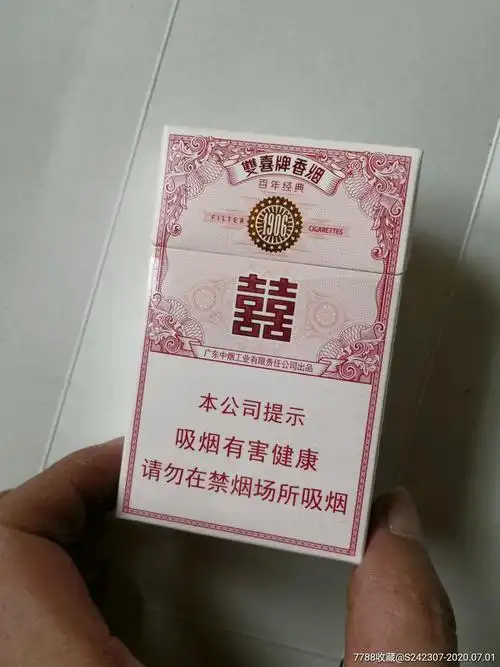 雙喜牌香烟
百年经典
FILTER 1906 CIGARETTES
囍
广东中烟工业有限责任公司出品
本公司提示
吸烟有害健康
请勿在禁烟场所吸烟
7788收藏@S242307-2020.07.01